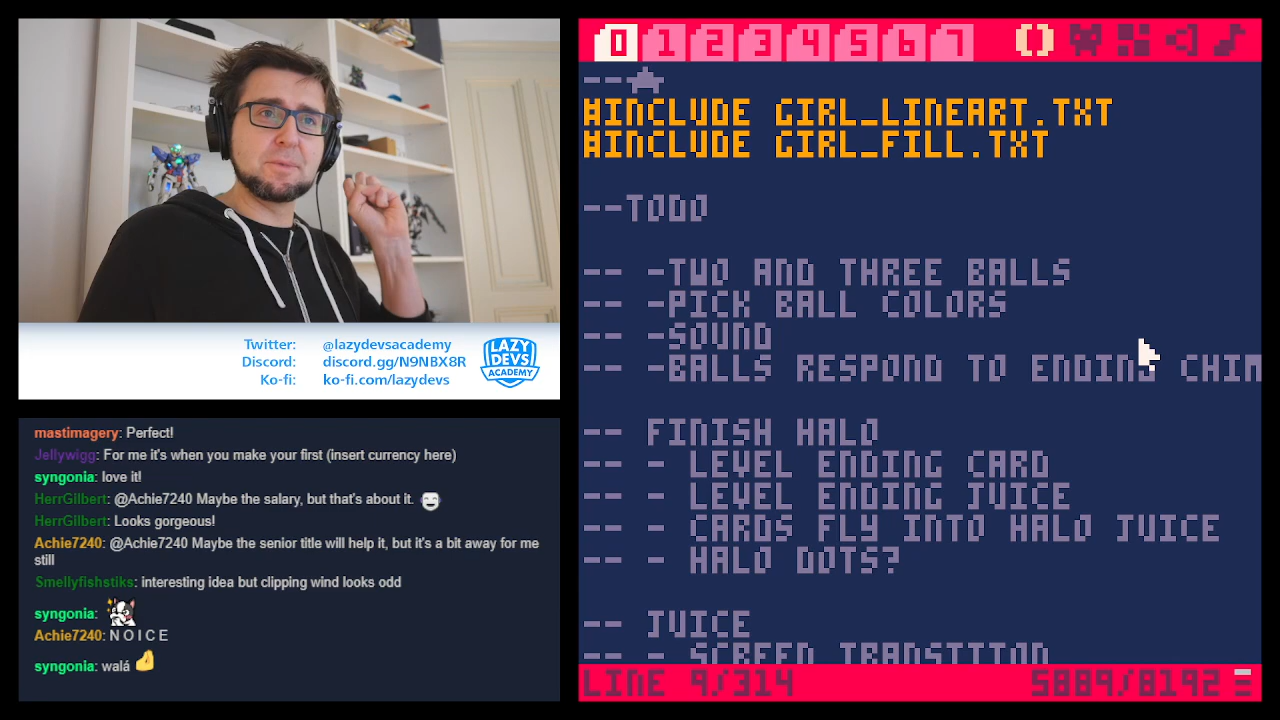 Twitter: @lazydevsacademy
Discord: discord.gg/N9NBX8R
Ko-fi: ko-fi.com/lazydevs
LAZY
DEVS
ACADEMY
mastimagery: Perfect!
Jellywigg: For me it's when you make your first (insert currency here)
syngonia: love it!
HerrGilbert: @Achie7240 Maybe the salary, but that's about it.
HerrGilbert: Looks gorgeous!
Achie7240: @Achie7240 Maybe the senior title will help it, but it's a bit away for me
still
Smellyfishstiks: interesting idea but clipping wind looks odd
syngonia:
Achie7240: N O I C E
syngonia: walá
0 1 2 3 4 5 6 7 ()
--
#INCLUDE GIRL_LINEART.TXT
#INCLUDE GIRL_FILL.TXT
--TODO
-- -TWO AND THREE BALLS
-- -PICK BALL COLORS
-- -SOUND
-- -BALLS RESPOND TO ENDING CHIM
-- FINISH HALO
-- - LEVEL ENDING CARD
-- - LEVEL ENDING JUICE
-- - CARDS FLY INTO HALO JUICE
-- - HALO DOTS?
-- JUICE
-- - SCREEN TRANSITION
LINE 9/314 5889/8192